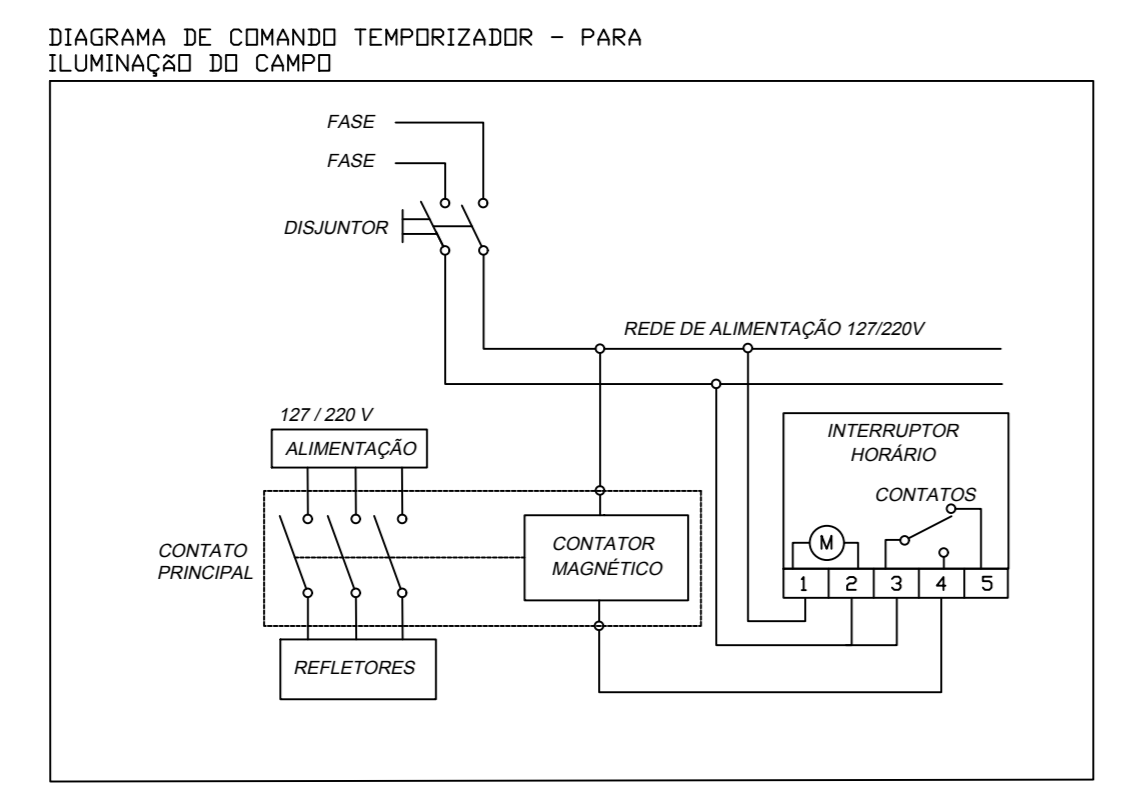 DIAGRAMA DE COMANDO TEMPORIZADOR - PARA
ILUMINAÇÃO DO CAMPO
FASE
FASE
DISJUNTOR
REDE DE ALIMENTAÇÃO 127/220V
127 / 220 V
ALIMENTAÇÃO
INTERRUPTOR
HORÁRIO
CONTATOS
M
CONTATO
PRINCIPAL
CONTATOR
MAGNÉTICO
1 2 3 4 5
REFLETORES